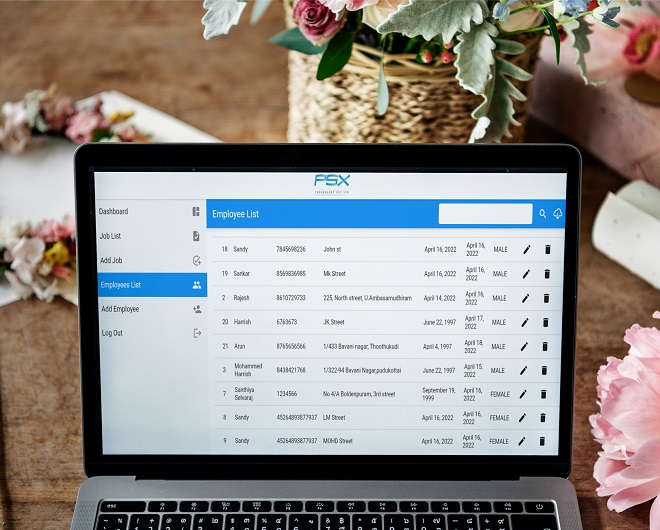 PSX
TECHNOLOGY PVT LTD
Dashboard
Job List
Add Job
Employees List
Add Employee
Log Out
Employee List
18 Sandy 7845698236 John st April 16, 2022 April 16, 2022 MALE
19 Sankar 8569836985 Mk Street April 16, 2022 April 16, 2022 MALE
2 Rajesh 8610729733 225, North street, U.Ambasamudhiram April 14, 2022 April 16, 2022 MALE
20 Harrish 6763673 JK Street June 22, 1997 April 17, 2022 MALE
21 Arun 8765656566 1/433 Bavani nagar, Thoothukudi April 4, 1997 April 18, 2022 MALE
3 Mohammed Harrish 8438421768 1/322-94 Bavani Nagar,pudukottai June 22, 1997 April 15, 2022 MALE
7 Santhiya Selvaraj 1234566 No 4/A Boldenpuram, 3rd street September 19, 1999 April 16, 2022 FEMALE
8 Sandy 45264893877937 LM Street April 16, 2022 April 16, 2022 FEMALE
9 Sandy 45264893877937 MOHD Street April 16, 2022 April 16, 2022 FEMALE
esc